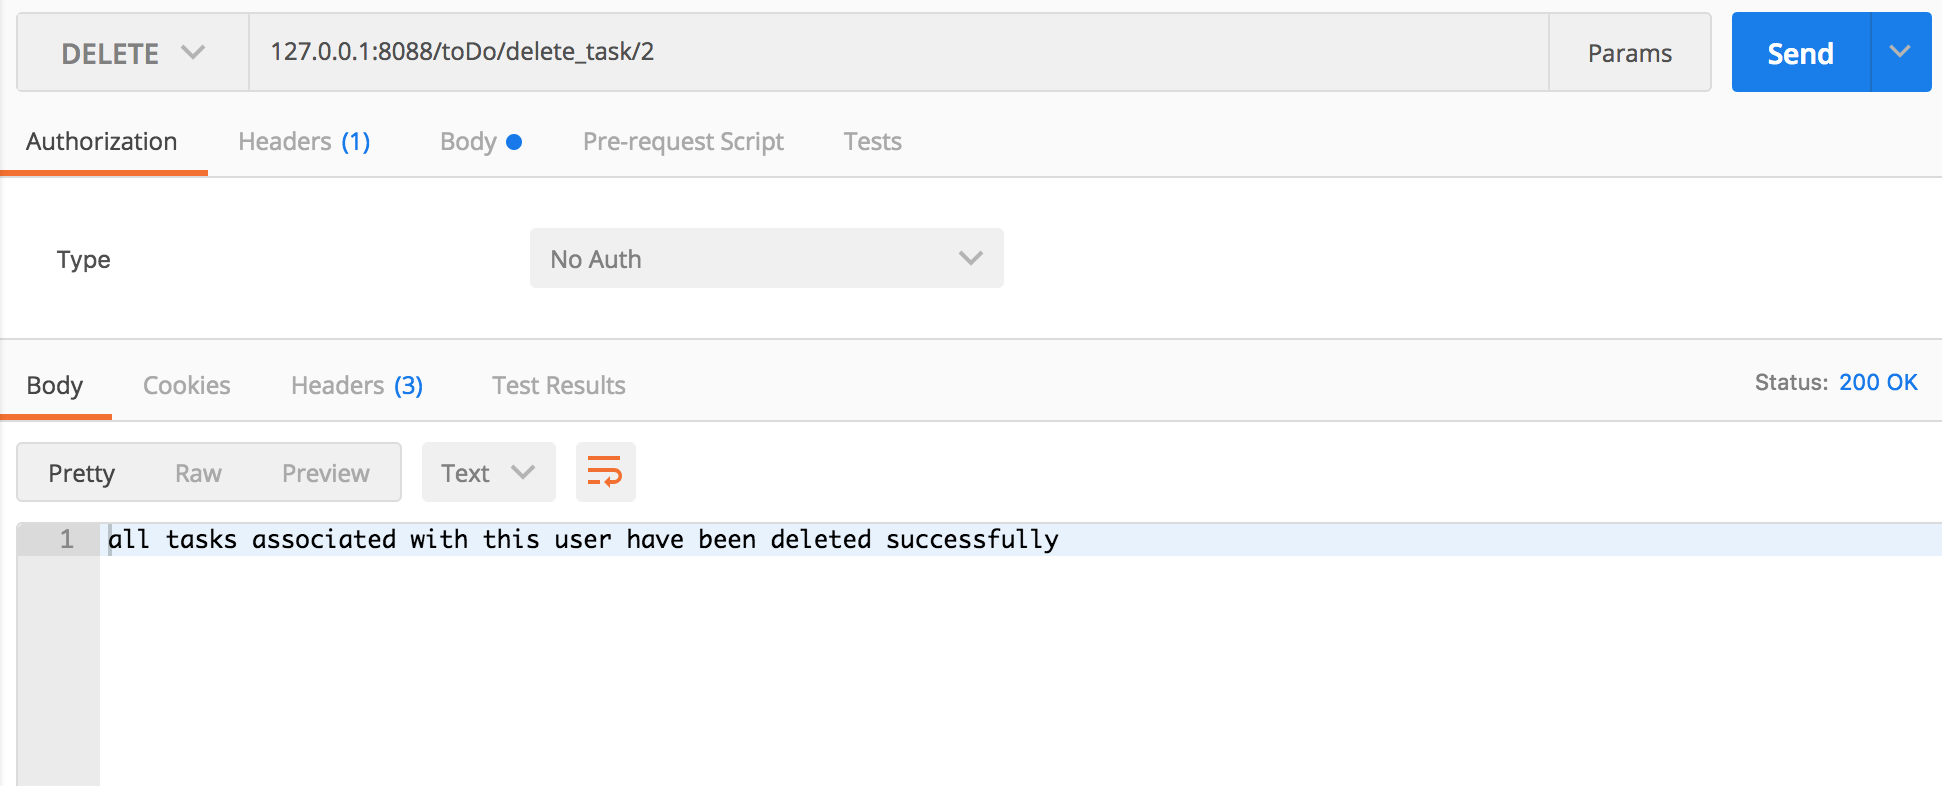 DELETE 127.0.0.1:8088/toDo/delete_task/2 Params Send
Authorization Headers (1) Body Pre-request Script Tests
Type No Auth
Body Cookies Headers (3) Test Results Status: 200 OK
Pretty Raw Preview Text
1 all tasks associated with this user have been deleted successfully